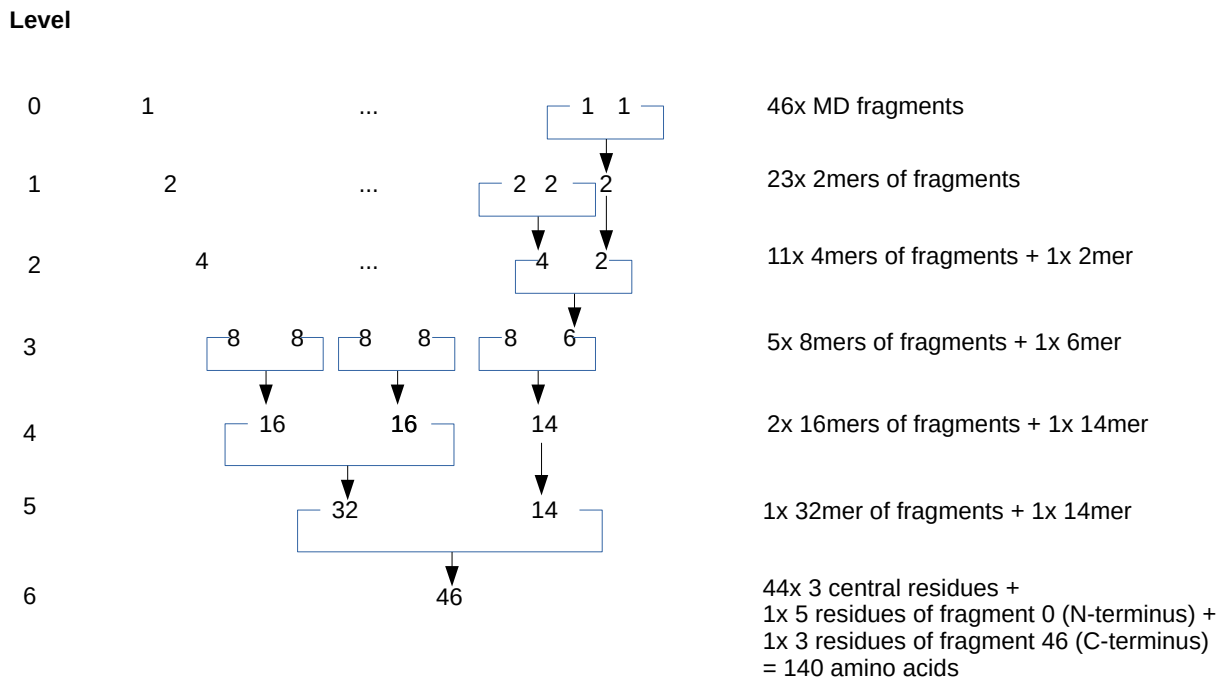 Level
0 1 ... 1 1 46x MD fragments
1 2 ... 2 2 2 23x 2mers of fragments
2 4 ... 4 2 11x 4mers of fragments + 1x 2mer
3 8 8 8 8 8 6 5x 8mers of fragments + 1x 6mer
4 16 16 14 2x 16mers of fragments + 1x 14mer
5 32 14 1x 32mer of fragments + 1x 14mer
6 46 44x 3 central residues +
1x 5 residues of fragment 0 (N-terminus) +
1x 3 residues of fragment 46 (C-terminus)
= 140 amino acids